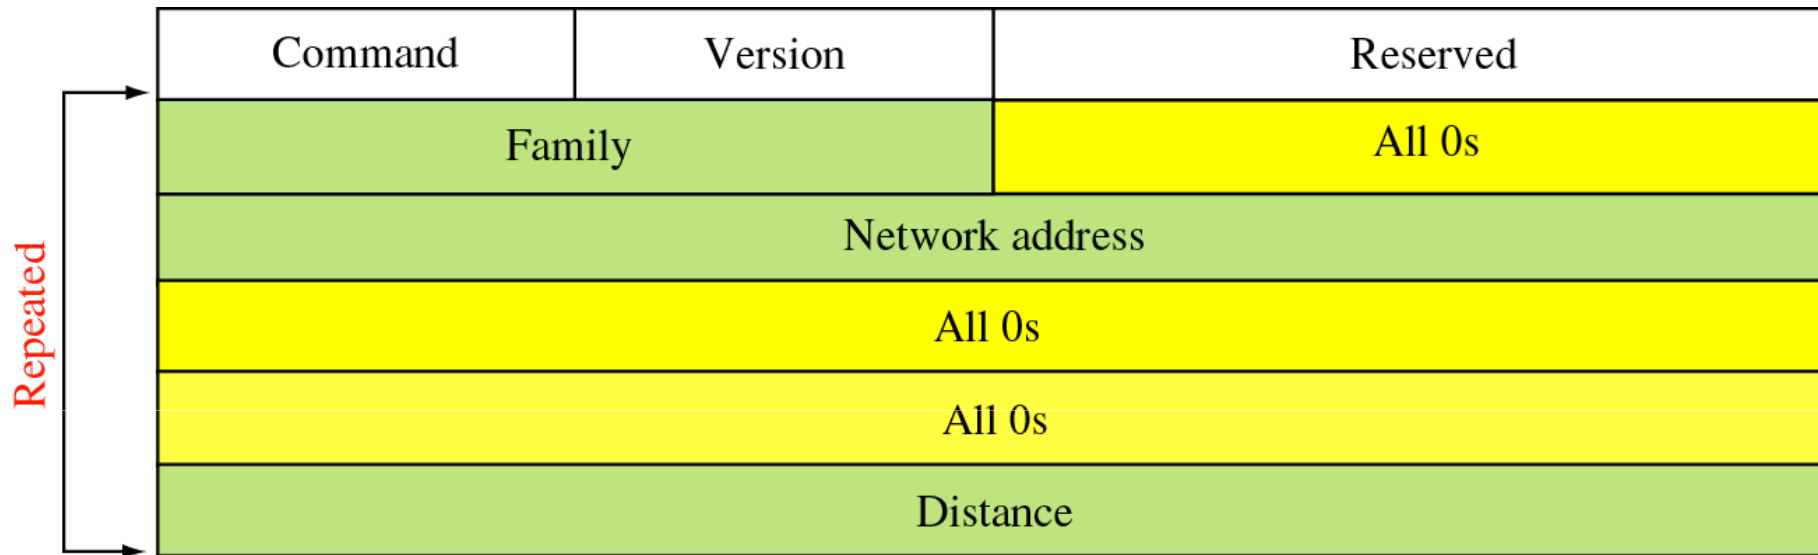 Command Version Reserved
Family All 0s
Network address
All 0s
All 0s
Distance
Repeated